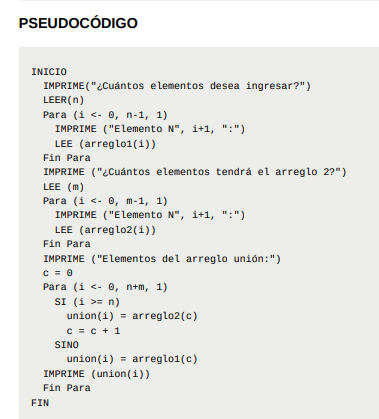 PSEUDOCÓDIGO
INICIO
IMPRIME("¿Cuántos elementos desea ingresar?")
LEER(n)
Para (i <- 0, n-1, 1)
IMPRIME ("Elemento N", i+1, ":")
LEE (arreglo1(i))
Fin Para
IMPRIME ("¿Cuántos elementos tendrá el arreglo 2?")
LEE (m)
Para (i <- 0, m-1, 1)
IMPRIME ("Elemento N", i+1, ":")
LEE (arreglo2(i))
Fin Para
IMPRIME ("Elementos del arreglo unión:")
c = 0
Para (i <- 0, n+m, 1)
SI (i >= n)
union(i) = arreglo2(c)
c = c + 1
SINO
union(i) = arreglo1(c)
IMPRIME (union(i))
Fin Para
FIN